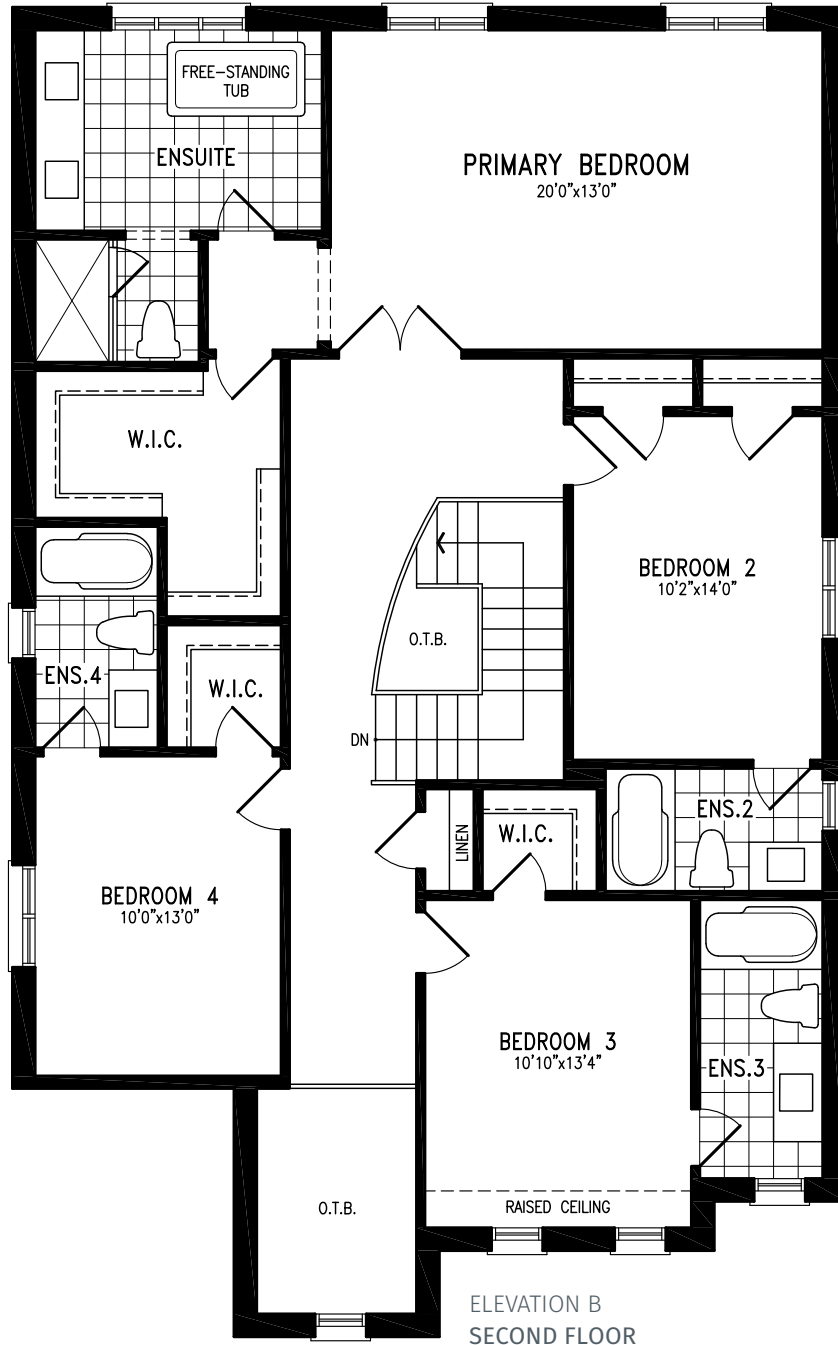 FREE-STANDING
TUB
ENSUITE
PRIMARY BEDROOM
20'0"x13'0"
W.I.C.
BEDROOM 2
10'2"x14'0"
O.T.B.
ENS.4
W.I.C.
DN
ENS.2
LINEN
W.I.C.
BEDROOM 4
10'0"x13'0"
BEDROOM 3
10'10"x13'4"
ENS.3
O.T.B.
RAISED CEILING
ELEVATION B
SECOND FLOOR